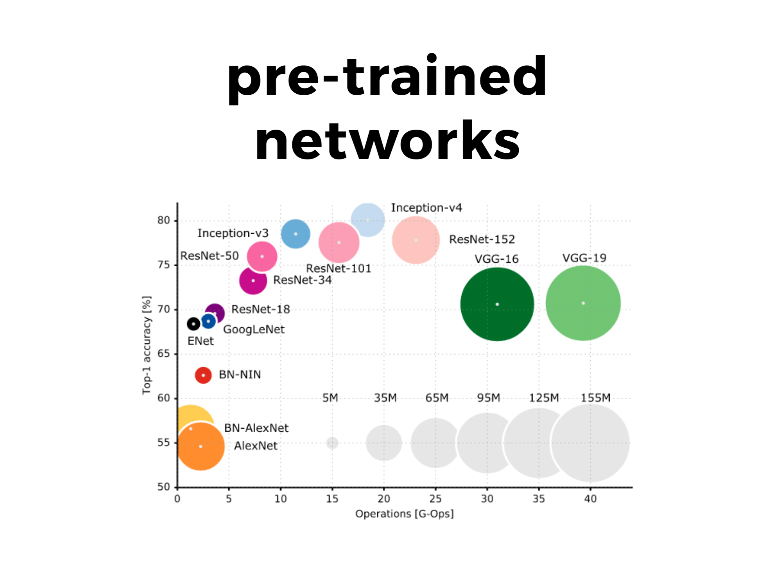 pre-trained
networks
Inception-v4
Inception-v3
ResNet-152
ResNet-50
VGG-16
VGG-19
ResNet-101
ResNet-34
ResNet-18
GoogLeNet
ENet
BN-NIN
5M 35M 65M 95M 125M 155M
BN-AlexNet
AlexNet
Top-1 accuracy [%]
80
75
70
65
60
55
50
0 5 10 15 20 25 30 35 40
Operations [G-Ops]